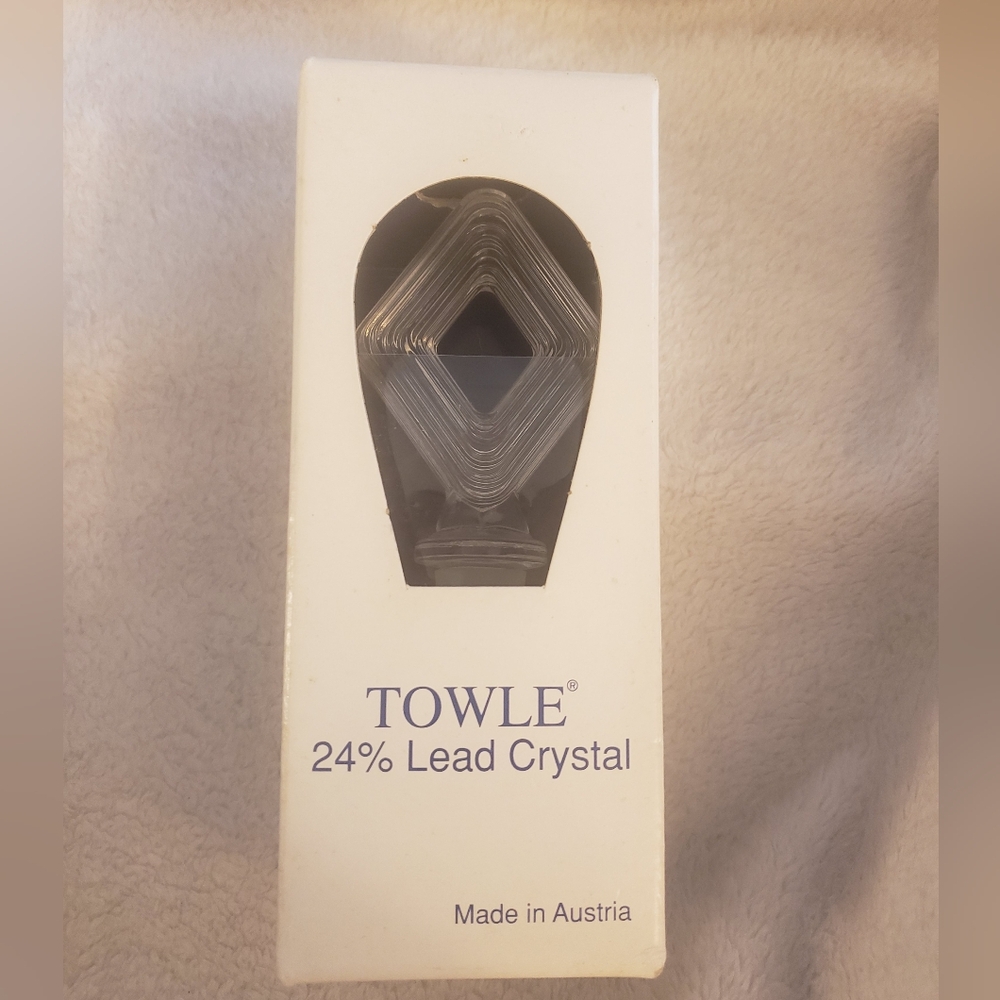 TOWLE®
24% Lead Crystal
Made in Austria